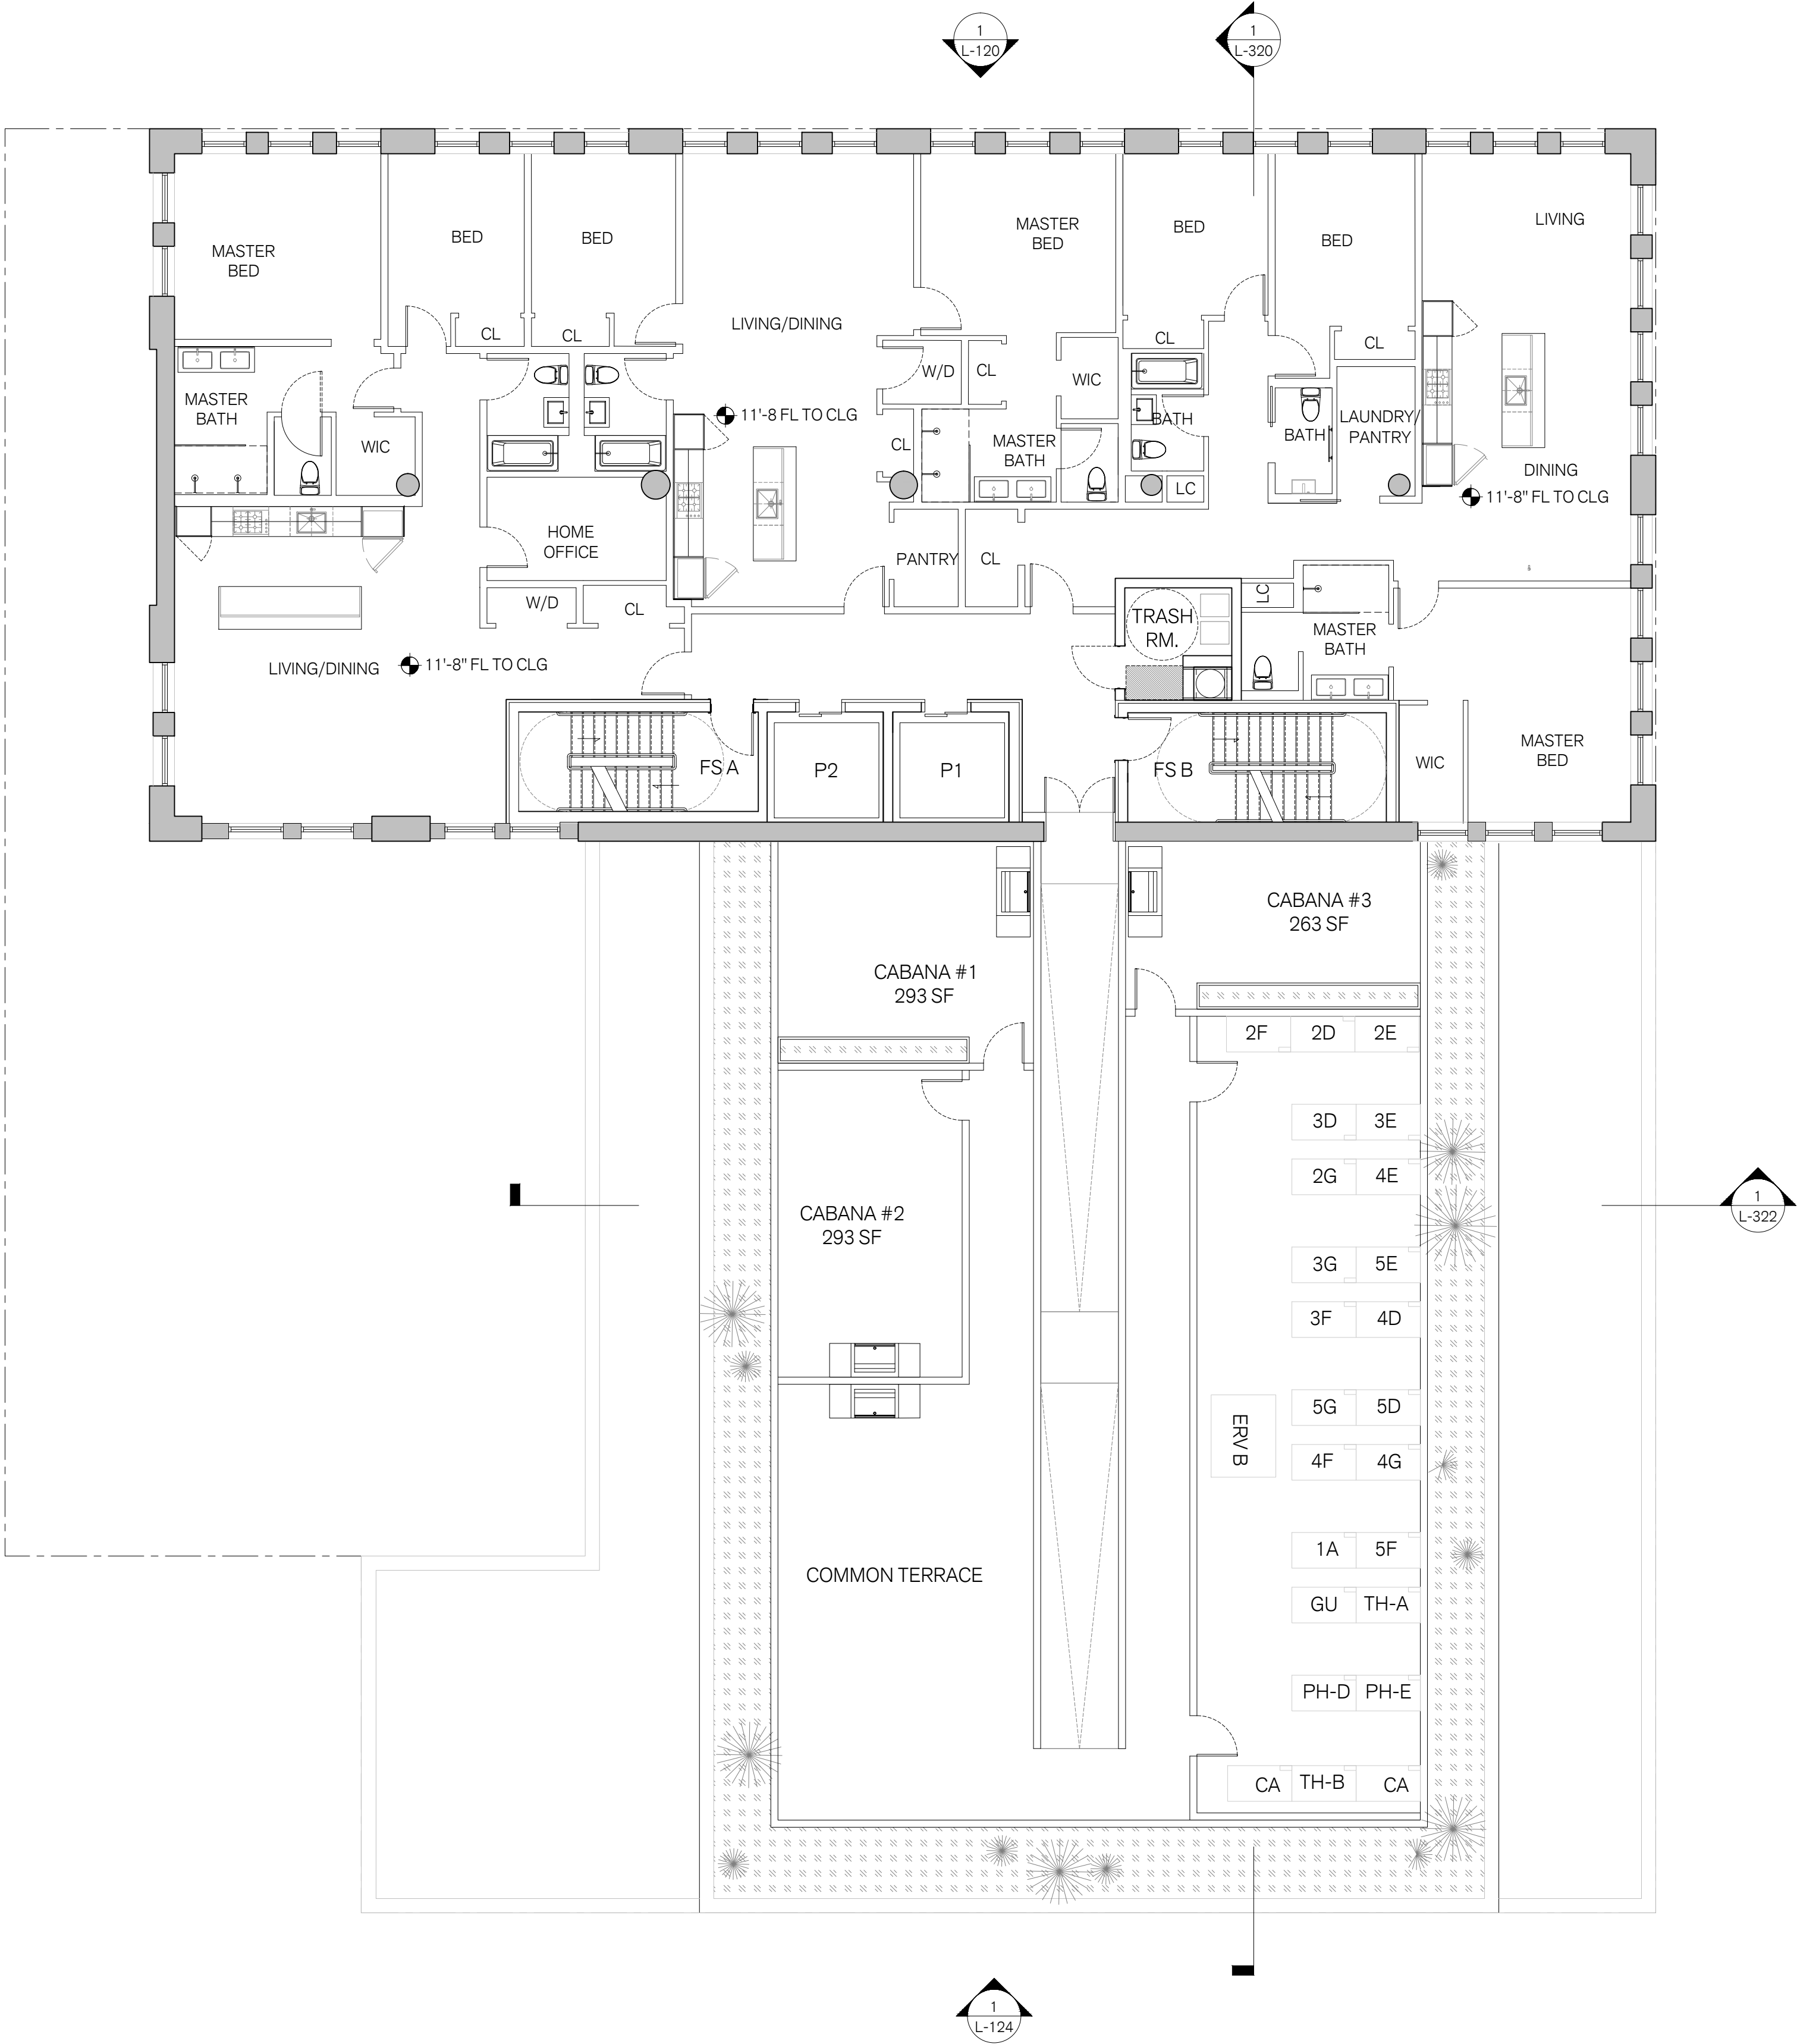 1
L-120
1
L-320
MASTER
BED
BED
BED
LIVING/DINING
MASTER
BED
BED
BED
LIVING
CL
CL
CL
CL
MASTER
BATH
WIC
W/D
CL
WIC
11'-8 FL TO CLG
CL
MASTER
BATH
BATH
BATH
LAUNDRY/
PANTRY
LC
DINING
11'-8" FL TO CLG
HOME
OFFICE
PANTRY
CL
W/D
CL
LC
TRASH
RM.
MASTER
BATH
LIVING/DINING
11'-8" FL TO CLG
FS A
P2
P1
FS B
WIC
MASTER
BED
CABANA #1
293 SF
CABANA #3
263 SF
2F
2D
2E
3D
3E
2G
4E
CABANA #2
293 SF
1
L-322
3G
5E
3F
4D
5G
5D
ERV B
4F
4G
COMMON TERRACE
1A
5F
GU
TH-A
PH-D
PH-E
CA
TH-B
CA
1
L-124